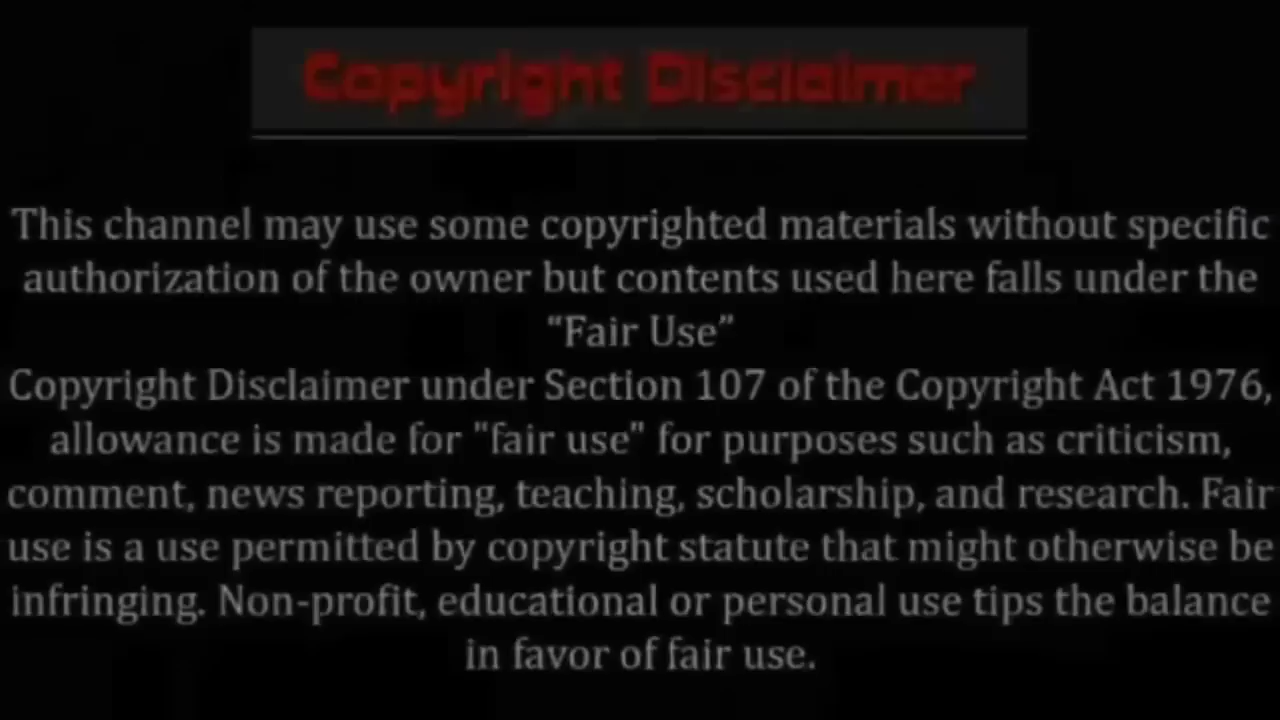 Copyright Disclaimer
This channel may use some copyrighted materials without specific
authorization of the owner but contents used here falls under the
“Fair Use”
Copyright Disclaimer under Section 107 of the Copyright Act 1976,
allowance is made for "fair use" for purposes such as criticism,
comment, news reporting, teaching, scholarship, and research. Fair
use is a use permitted by copyright statute that might otherwise be
infringing. Non-profit, educational or personal use tips the balance
in favor of fair use.